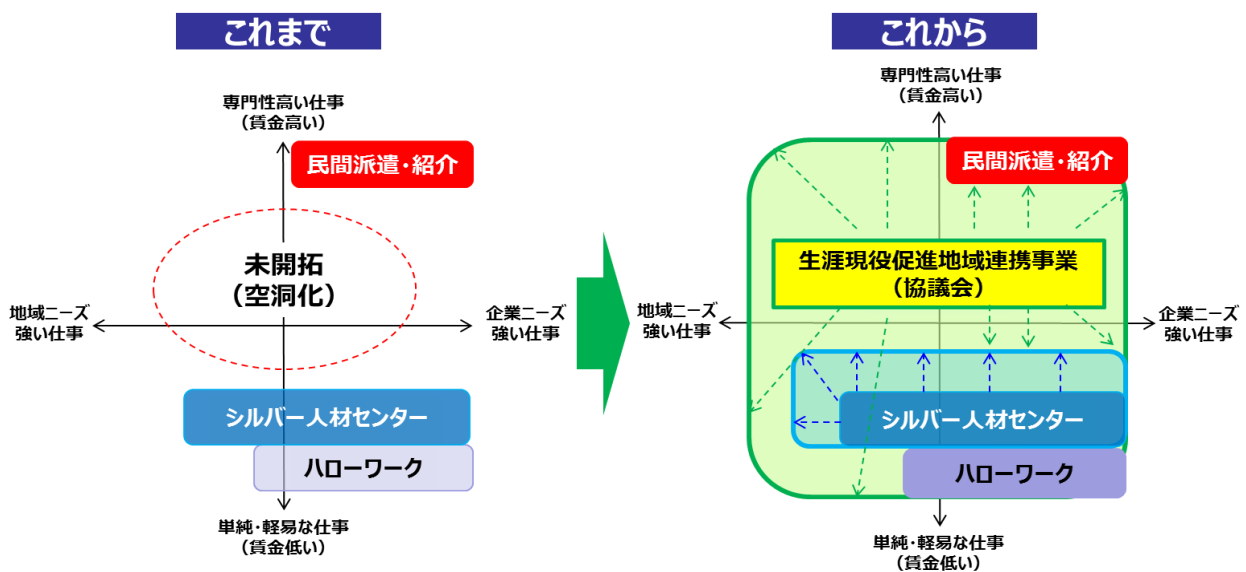 これまで
専門性高い仕事
（賃金高い）
民間派遣・紹介
未開拓
（空洞化）
地域ニーズ
強い仕事
企業ニーズ
強い仕事
シルバー人材センター
ハローワーク
単純・軽易な仕事
（賃金低い）
これから
専門性高い仕事
（賃金高い）
民間派遣・紹介
生涯現役促進地域連携事業
（協議会）
地域ニーズ
強い仕事
企業ニーズ
強い仕事
シルバー人材センター
ハローワーク
単純・軽易な仕事
（賃金低い）